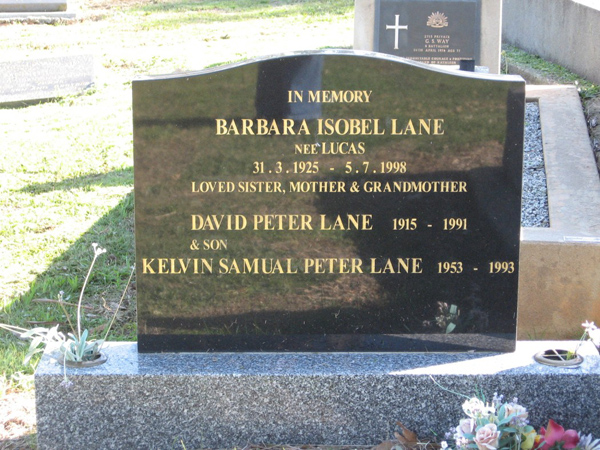 G E WAY
IN MEMORY
BARBARA ISOBEL LANE
NEE LUCAS
31.3.1925 - 5.7.1998
LOVED SISTER, MOTHER & GRANDMOTHER
DAVID PETER LANE 1915 - 1991
& SON
KELVIN SAMUAL PETER LANE 1953 - 1993